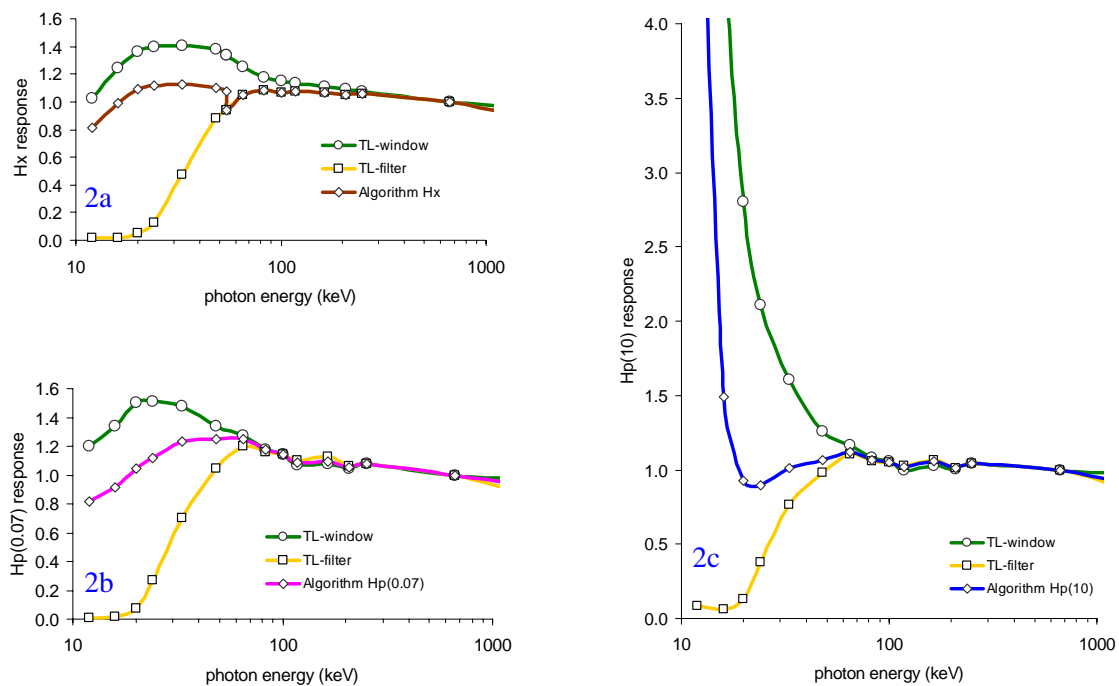 Hx response
1.6
1.4
1.2
1.0
0.8
0.6
0.4
0.2
0.0
TL-window
TL-filter
Algorithm Hx
2a
10
100
1000
photon energy (keV)
Hp(0.07) response
1.6
1.4
1.2
1.0
0.8
0.6
0.4
0.2
0.0
TL-window
TL-filter
Algorithm Hp(0.07)
2b
10
100
1000
photon energy (keV)
Hp(10) response
4.0
3.5
3.0
2.5
2.0
1.5
1.0
0.5
0.0
TL-window
TL-filter
Algorithm Hp(10)
2c
10
100
1000
photon energy (keV)